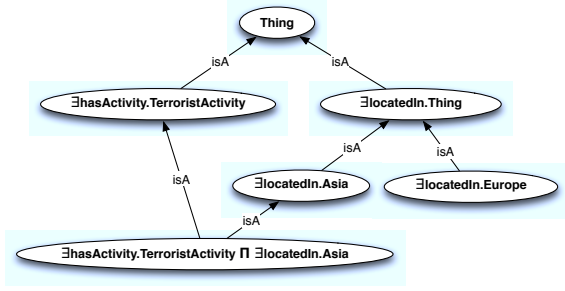 Thing
isA
isA
∃hasActivity.TerroristActivity
∃locatedIn.Thing
isA
isA
isA
∃locatedIn.Asia
∃locatedIn.Europe
isA
∃hasActivity.TerroristActivity Π ∃locatedIn.Asia